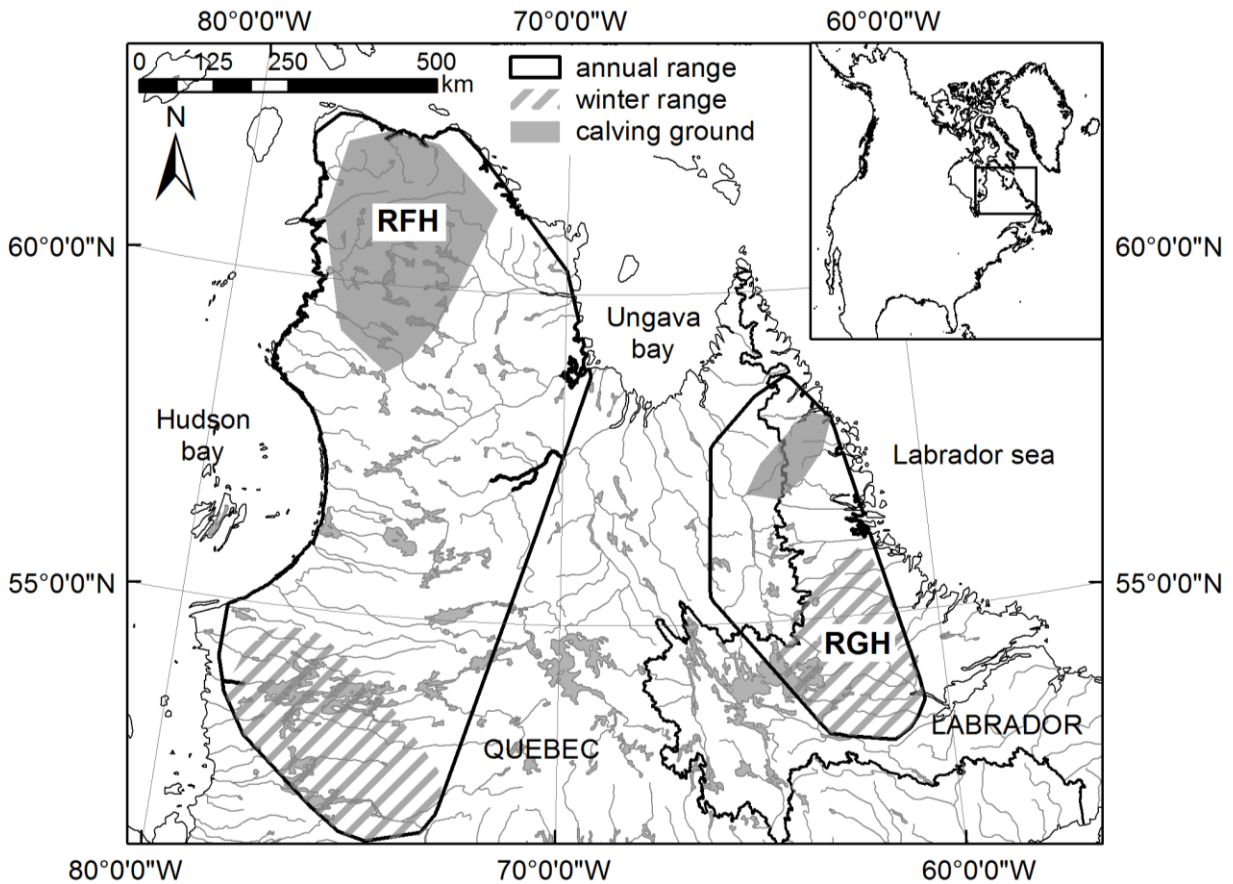 80°0'0"W 70°0'0"W 60°0'0"W
0 125 250 500
km
N
annual range
winter range
calving ground
RFH
60°0'0"N 60°0'0"N
Ungava
bay
Hudson
bay
Labrador sea
55°0'0"N 55°0'0"N
RGH
QUEBEC
LABRADOR
80°0'0"W 70°0'0"W 60°0'0"W